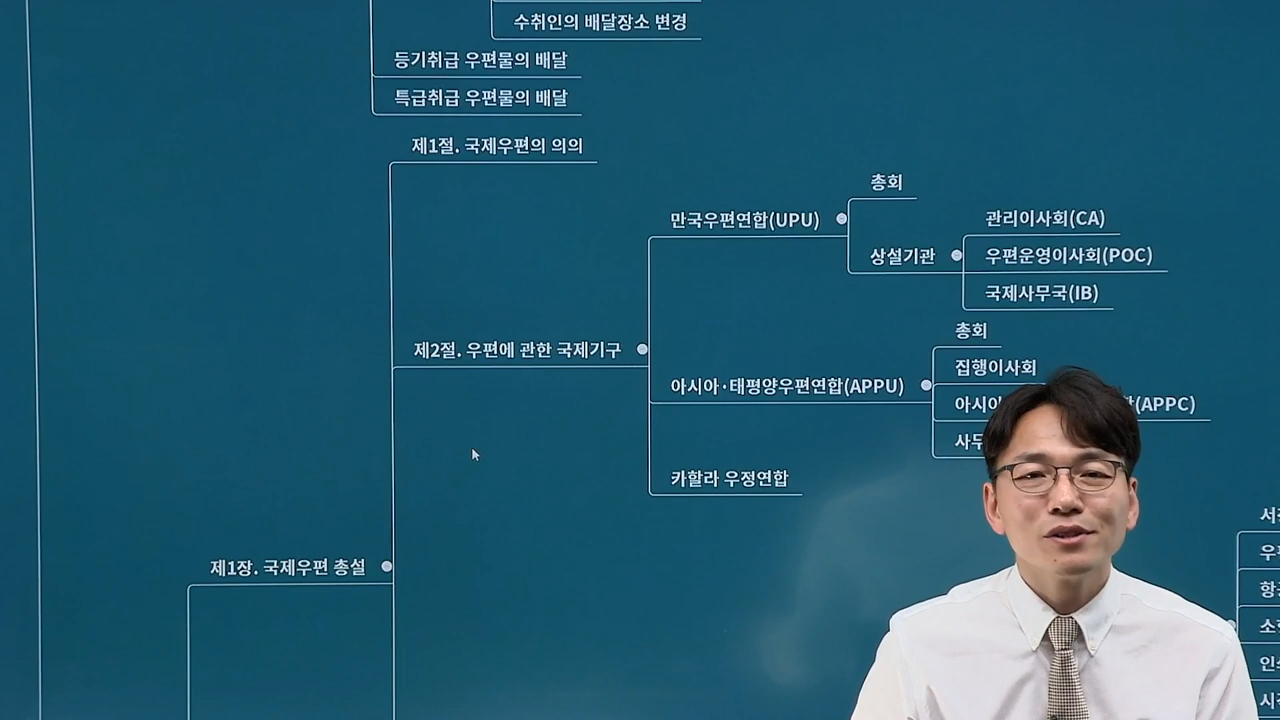 수취인의 배달장소 변경
등기취급 우편물의 배달
특급취급 우편물의 배달
제1절. 국제우편의 의의
총회
만국우편연합(UPU)
관리이사회(CA)
상설기관
우편운영이사회(POC)
국제사무국(IB)
총회
제2절. 우편에 관한 국제기구
집행이사회
아시아·태평양우편연합(APPU)
(APPC)
카할라 우정연합
제1장. 국제우편 총설